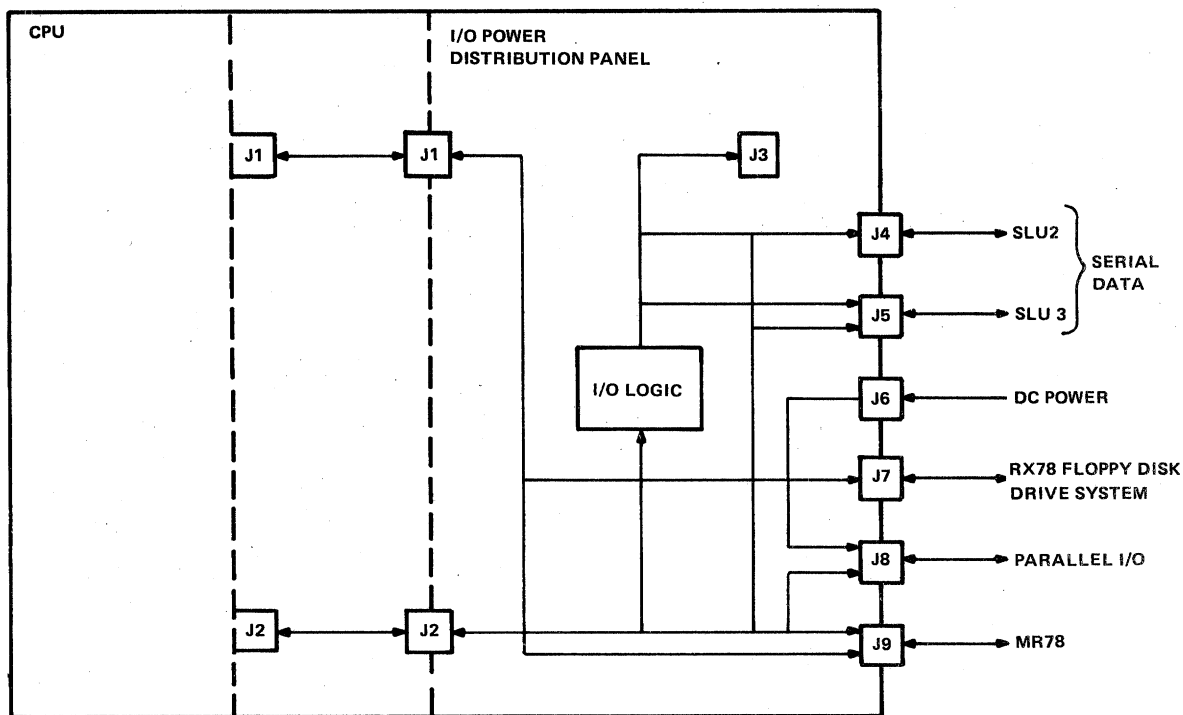 CPU
I/O POWER
DISTRIBUTION PANEL
J1
J1
J3
J4
SLU2
SERIAL
DATA
J5
SLU 3
I/O LOGIC
J6
DC POWER
J7
RX78 FLOPPY DISK
DRIVE SYSTEM
J8
PARALLEL I/O
J2
J2
J9
MR78